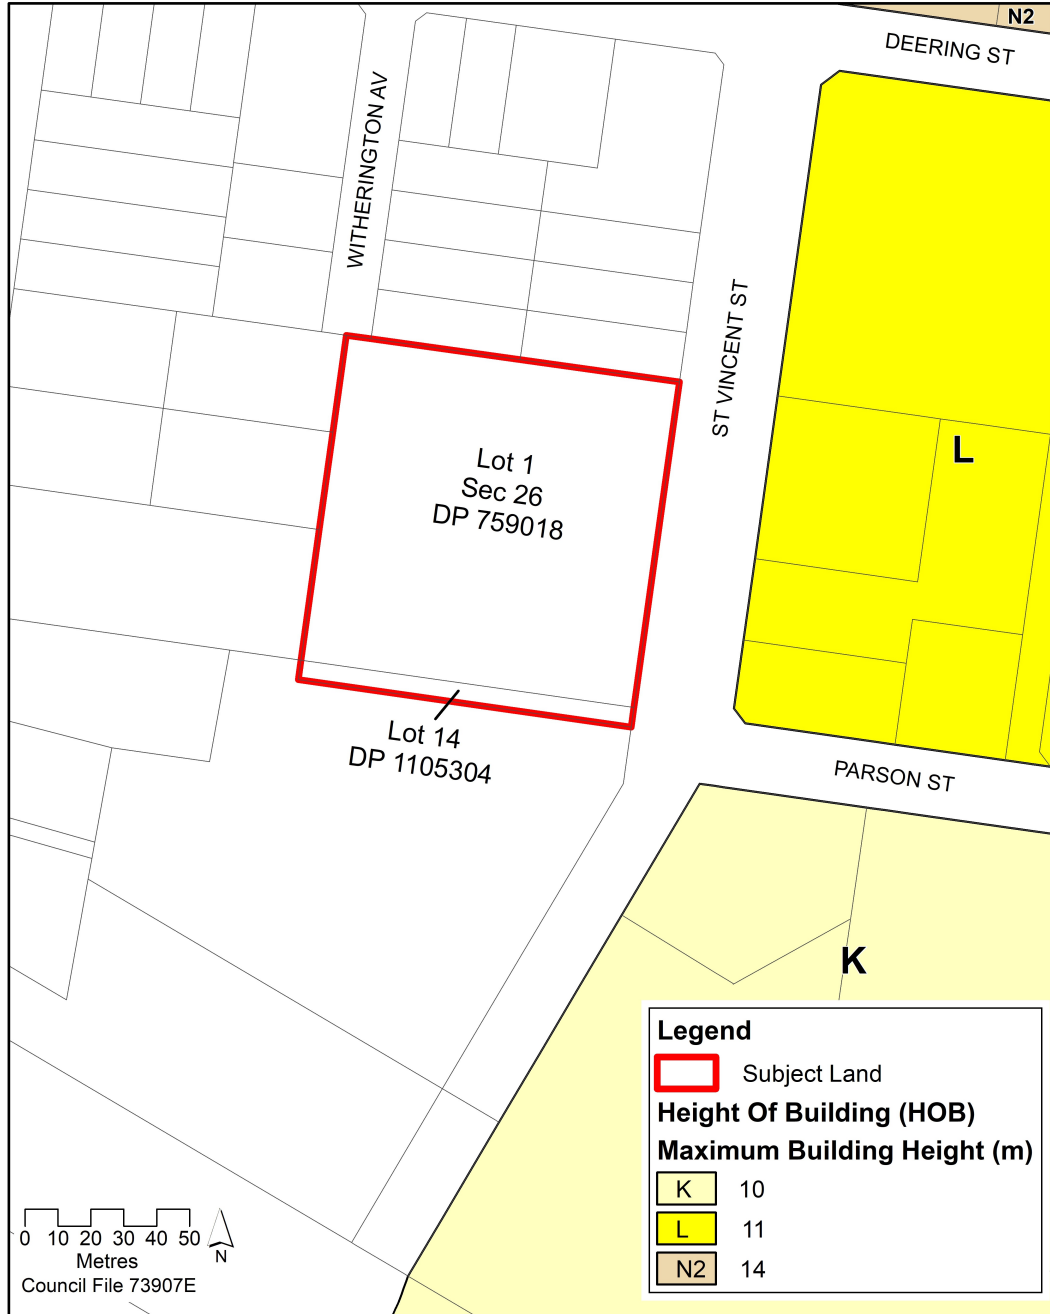 N2
DEERING ST
WITHERINGTON AV
ST VINCENT ST
L
Lot 1
Sec 26
DP 759018
Lot 14
DP 1105304
PARSON ST
K
Legend
Subject Land
Height Of Building (HOB)
Maximum Building Height (m)
K 10
L 11
N2 14
0 10 20 30 40 50
Metres
N
Council File 73907E